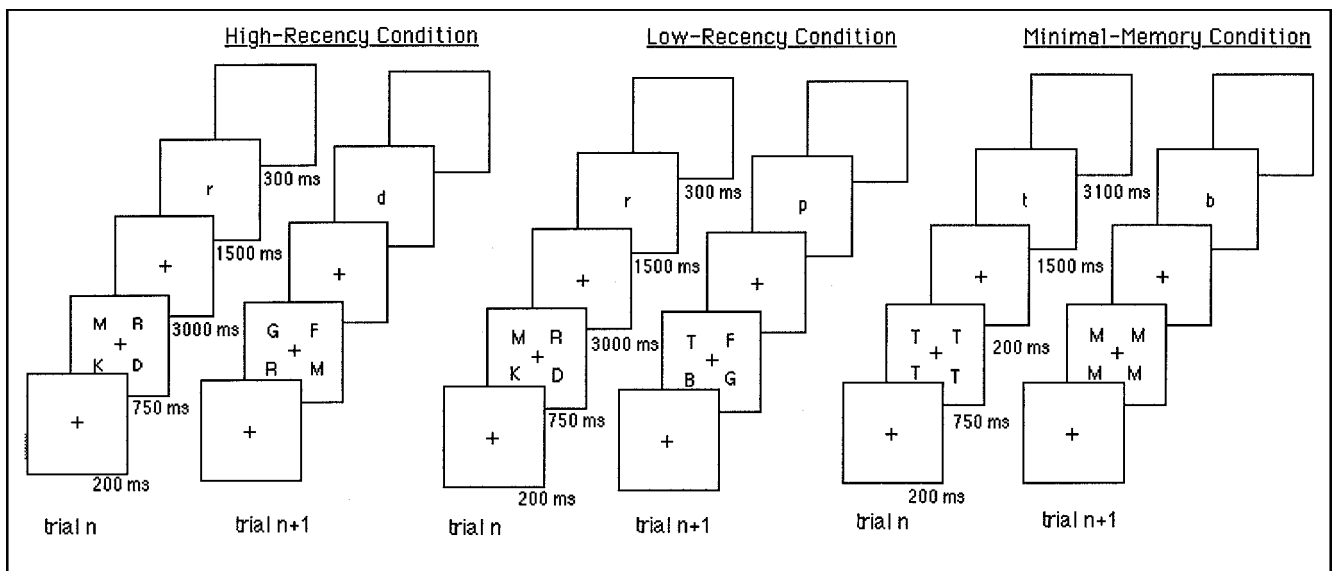 High-Recency Condition
r
d
300 ms
+
+
1500 ms
M R
+
K D
3000 ms
G F
+
R M
750 ms
+
+
200 ms
trial n
trial n+1
Low-Recency Condition
r
p
300 ms
+
+
1500 ms
M R
+
K D
3000 ms
T F
+
B G
750 ms
+
+
200 ms
trial n
trial n+1
Minimal-Memory Condition
t
b
3100 ms
+
+
1500 ms
T T
+
T T
200 ms
M M
+
M M
750 ms
+
+
200 ms
trial n
trial n+1